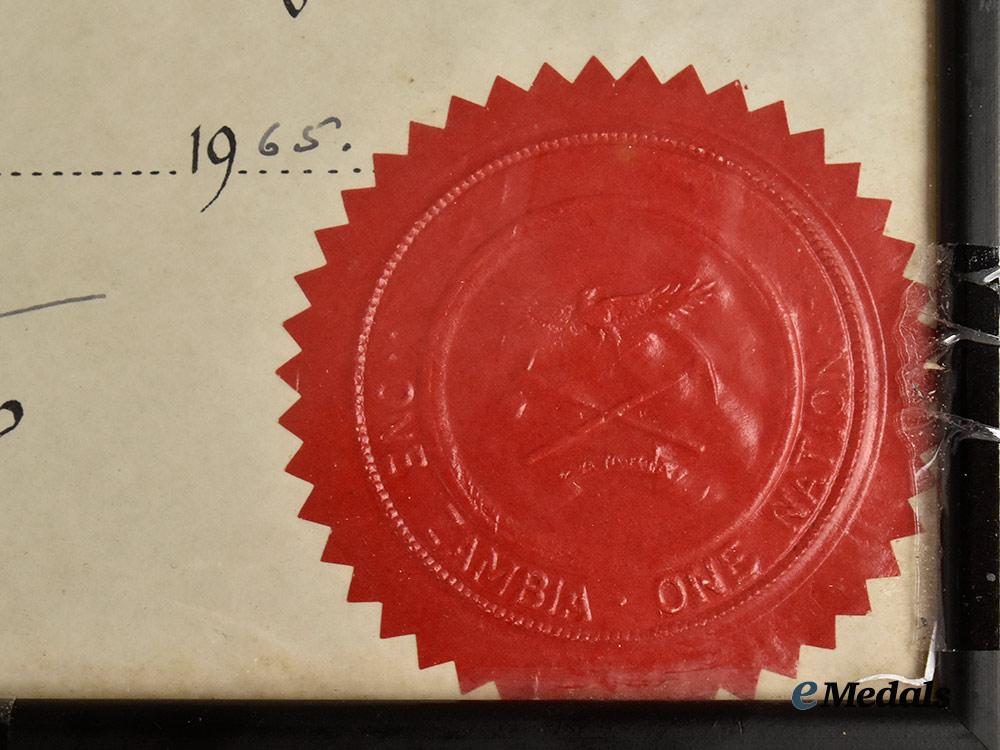 1965.
ONE ZAMBIA · ONE NATION
eMedals